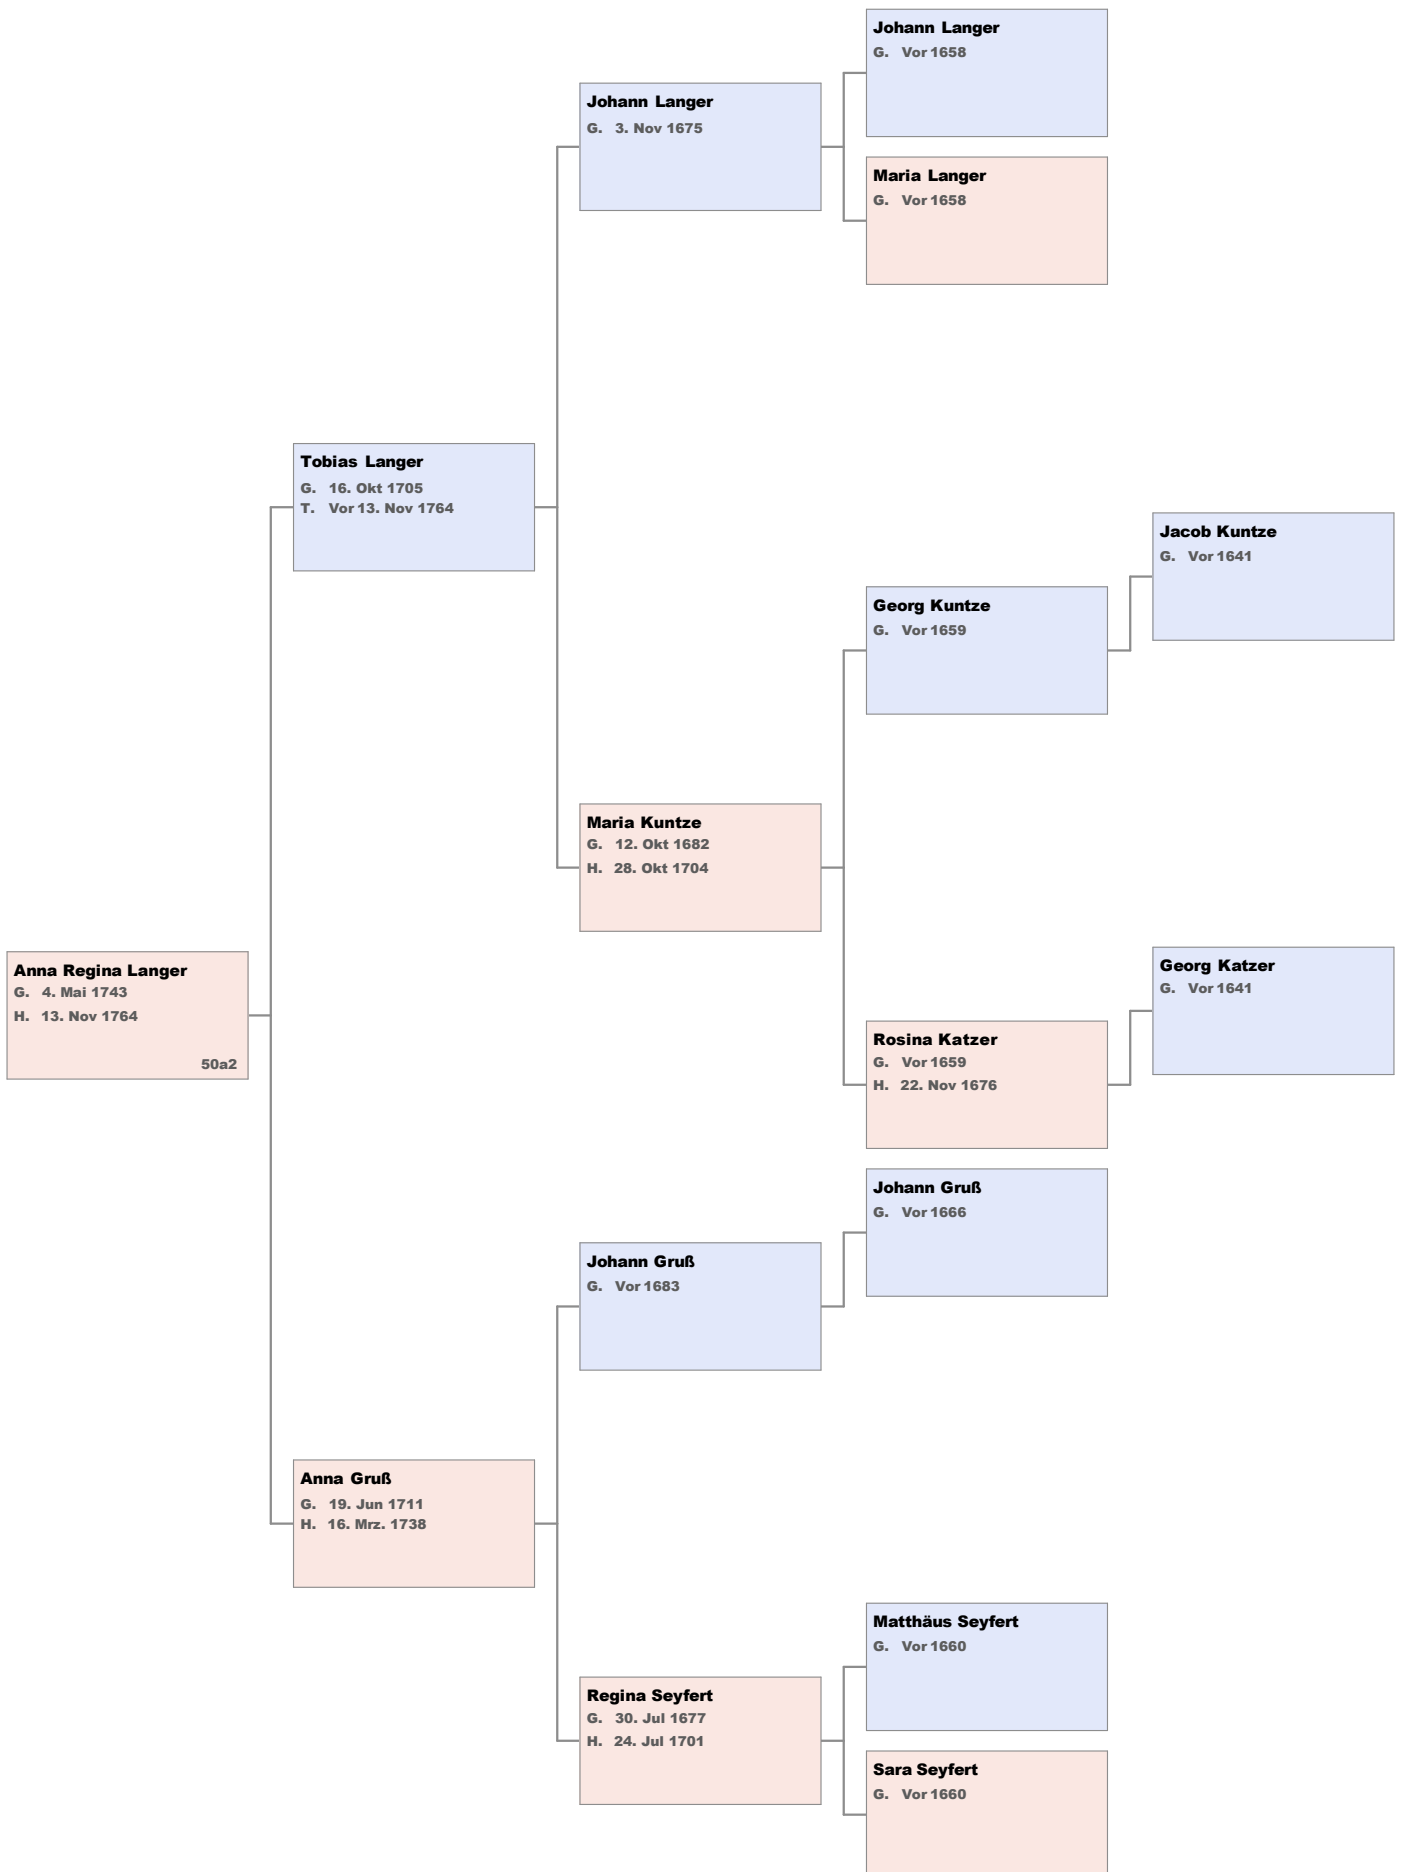 Johann Langer
G. Vor 1658
Johann Langer
G. 3. Nov 1675
Maria Langer
G. Vor 1658
Tobias Langer
G. 16. Okt 1705
T. Vor 13. Nov 1764
Jacob Kuntze
G. Vor 1641
Georg Kuntze
G. Vor 1659
Maria Kuntze
G. 12. Okt 1682
H. 28. Okt 1704
Anna Regina Langer
G. 4. Mai 1743
H. 13. Nov 1764
50a2
Georg Katzer
G. Vor 1641
Rosina Katzer
G. Vor 1659
H. 22. Nov 1676
Johann Gruß
G. Vor 1666
Johann Gruß
G. Vor 1683
Anna Gruß
G. 19. Jun 1711
H. 16. Mrz. 1738
Matthäus Seyfert
G. Vor 1660
Regina Seyfert
G. 30. Jul 1677
H. 24. Jul 1701
Sara Seyfert
G. Vor 1660